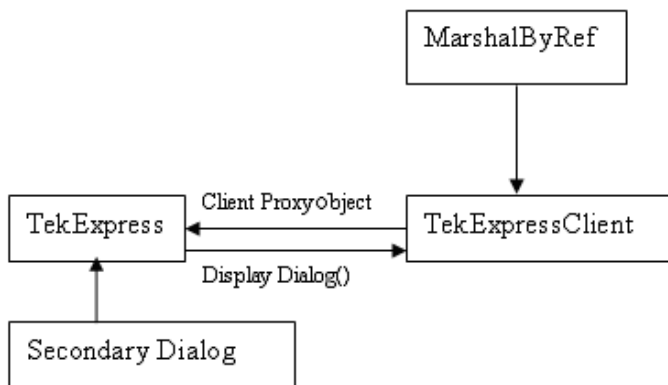 MarshalByRef
Client ProxyObject
TekExpress
TekExpressClient
Display Dialog()
Secondary Dialog